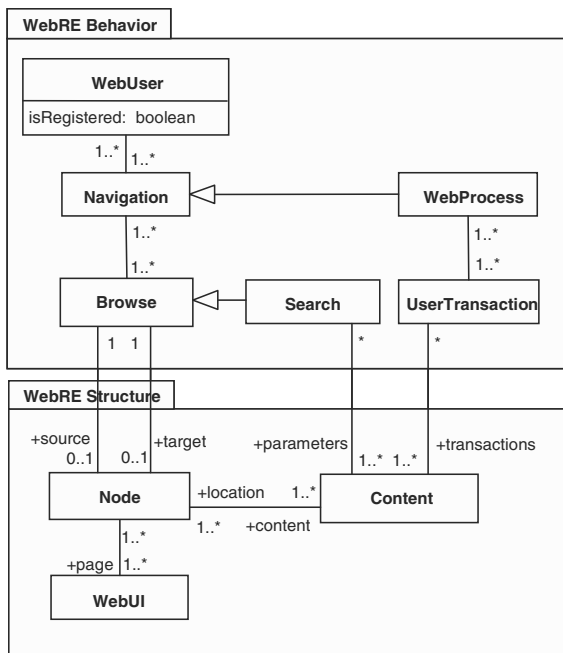 WebRE Behavior
WebUser
isRegistered: boolean
1..*
1..*
Navigation
WebProcess
1..*
1..*
1..*
1..*
Browse
Search
UserTransaction
1
1
*
*
WebRE Structure
+source
+target
+parameters
+transactions
0..1
0..1
1..*
1..*
Node
+location
1..*
Content
1..*
+content
1..*
+page
1..*
WebUI